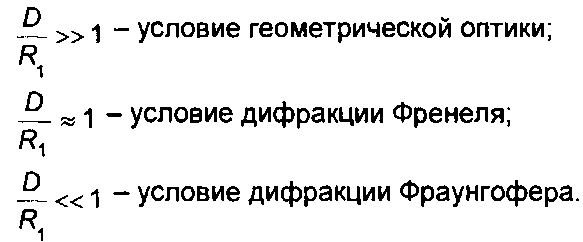 D/R₁ >> 1 – условие геометрической оптики;
D/R₁ ≈ 1 – условие дифракции Френеля;
D/R₁ << 1 – условие дифракции Фраунгофера.